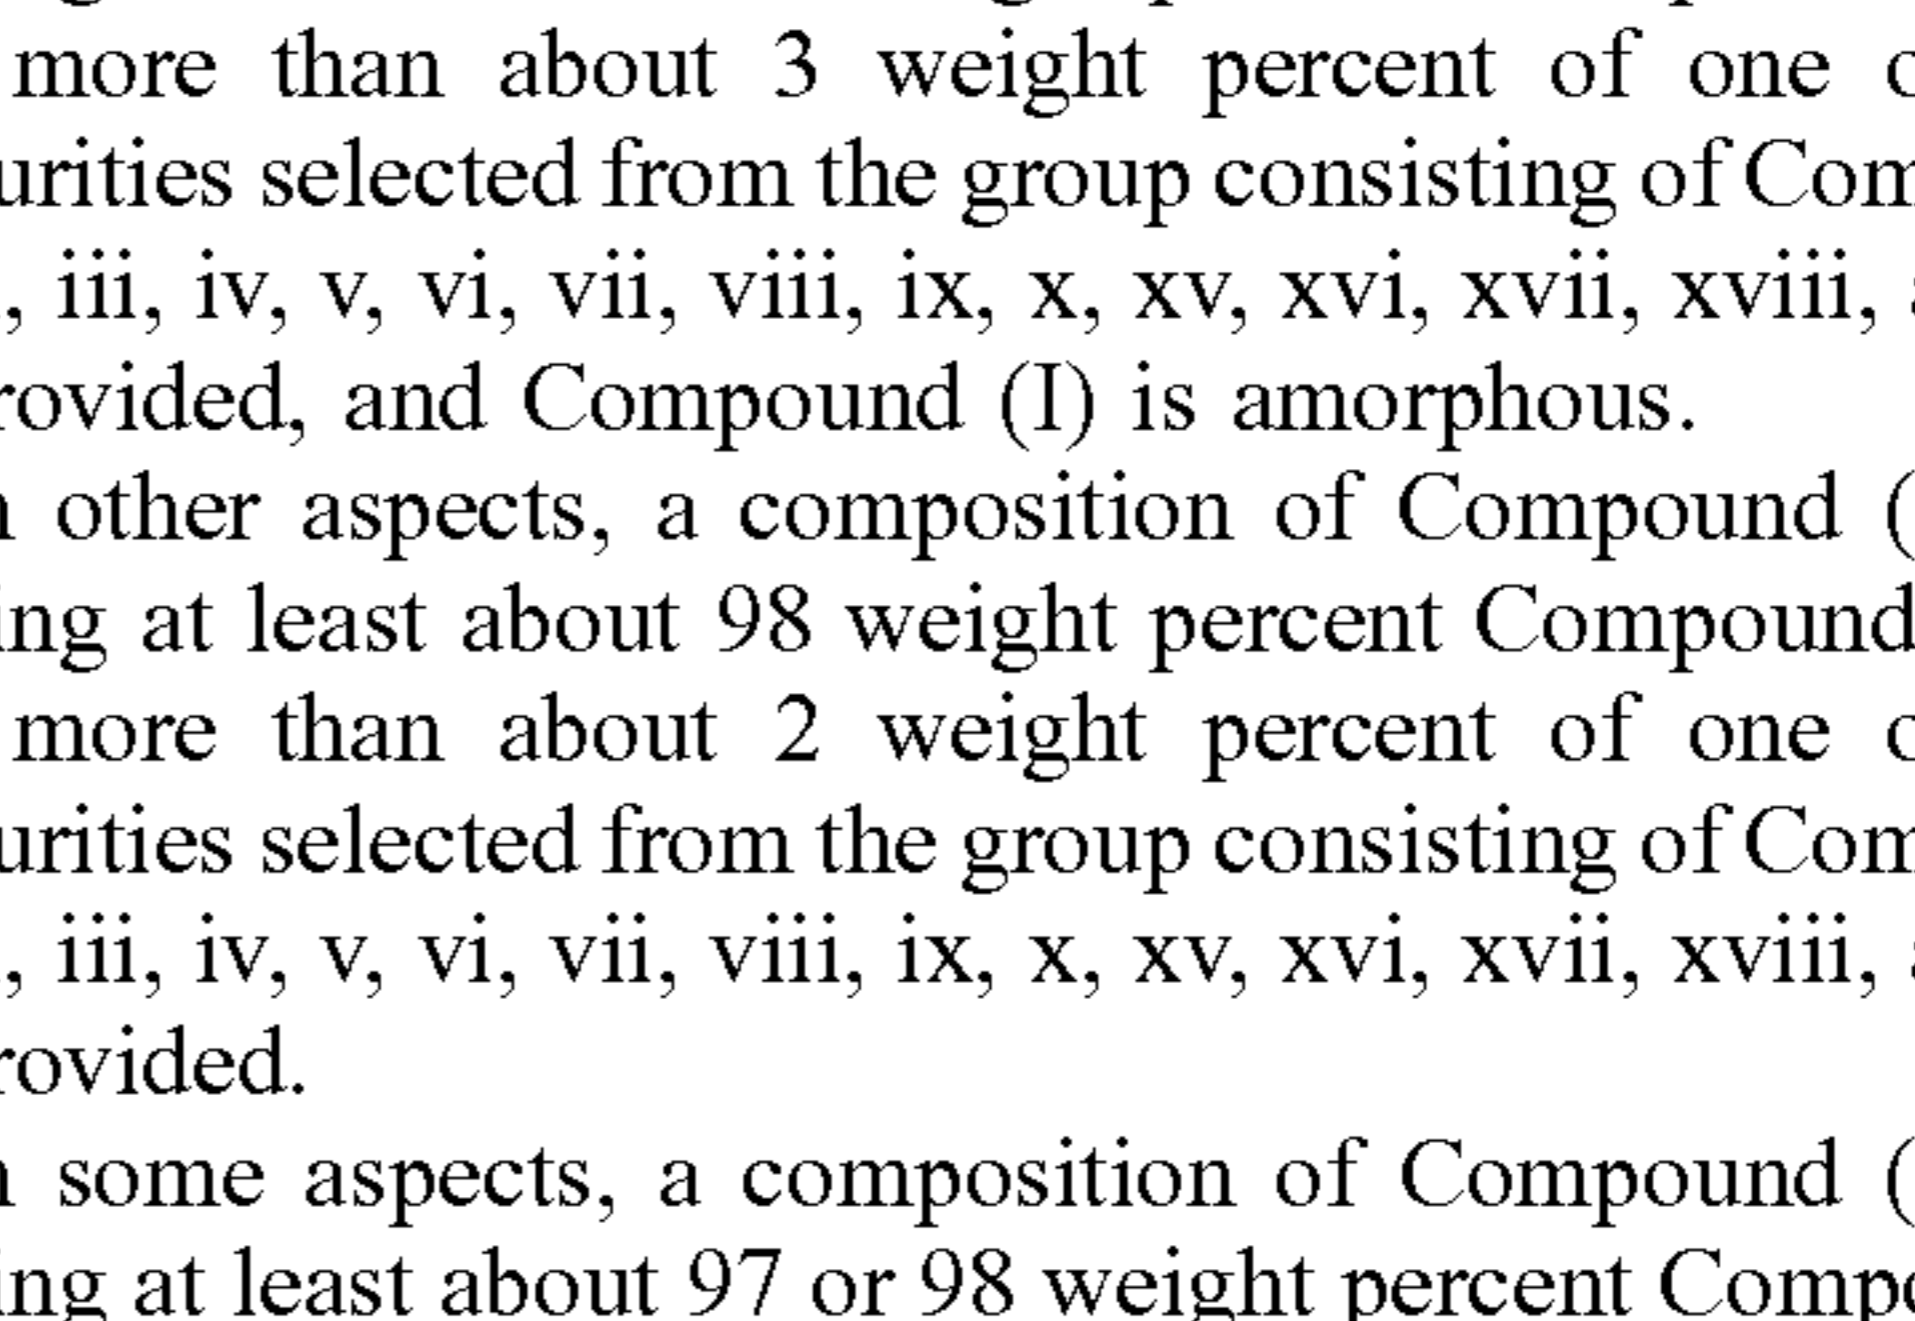 more than about 3 weight percent of one
urities selected from the group consisting of Com
, iii, iv, v, vi, vii, viii, ix, x, xv, xvi, xvii, xviii,
rovided, and Compound (I) is amorphous.
other aspects, a composition of Compound (
ing at least about 98 weight percent Compound
more than about 2 weight percent of one
urities selected from the group consisting of Com
, iii, iv, v, vi, vii, viii, ix, x, xv, xvi, xvii, xviii,
rovided.
some aspects, a composition of Compound (
ing at least about 97 or 98 weight percent Comp